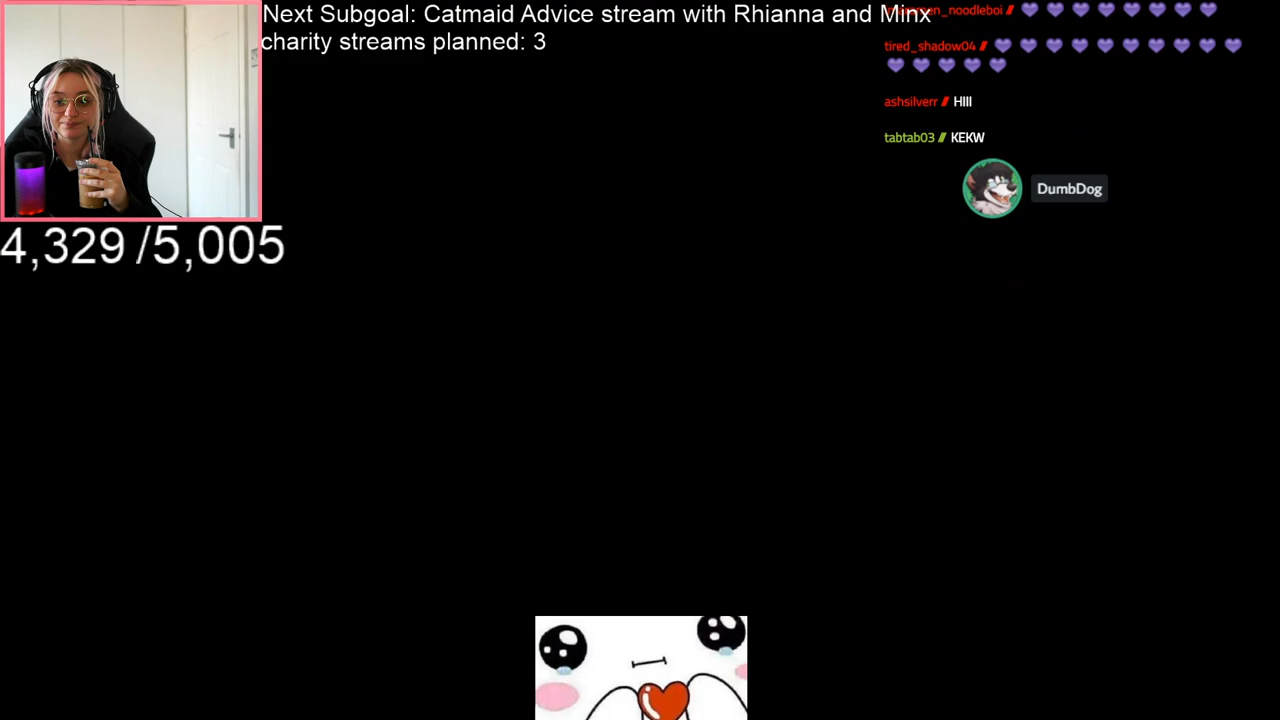 Next Subgoal: Catmaid Advice stream with Rhianna and Minx
charity streams planned: 3
tired_shadow04 //
ashsilverr // HIII
tabtab03 // KEKW
DumbDog
4,329 /5,005